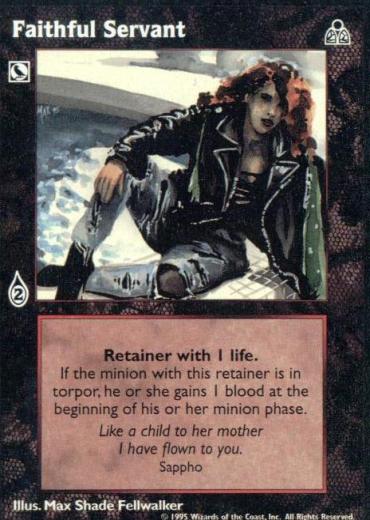 Faithful Servant
2
Retainer with 1 life.
If the minion with this retainer is in
torpor, he or she gains 1 blood at the
beginning of his or her minion phase.
Like a child to her mother
I have flown to you.
Sappho
Illus. Max Shade Fellwalker
© 1995 Wizards of the Coast, Inc. All Rights Reserved.